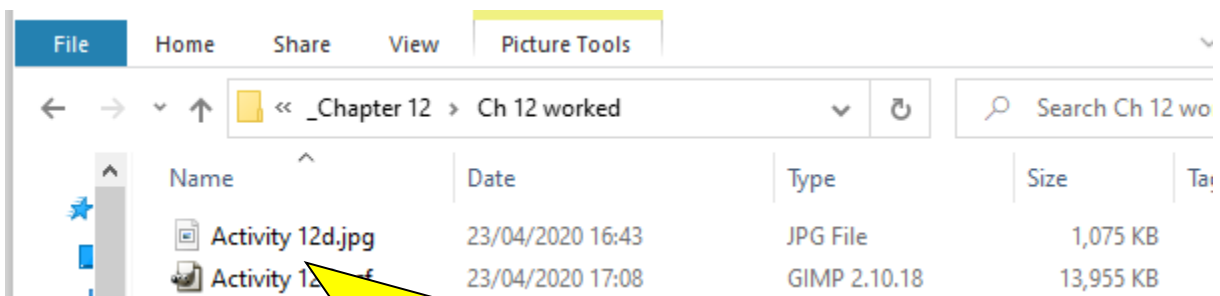 File Home Share View Picture Tools
« _Chapter 12 › Ch 12 worked Search Ch 12
Name Date Type Size
Activity 12d.jpg 23/04/2020 16:43 JPG File 1,075 KB
Activity 23/04/2020 17:08 GIMP 2.10.18 13,955 KB